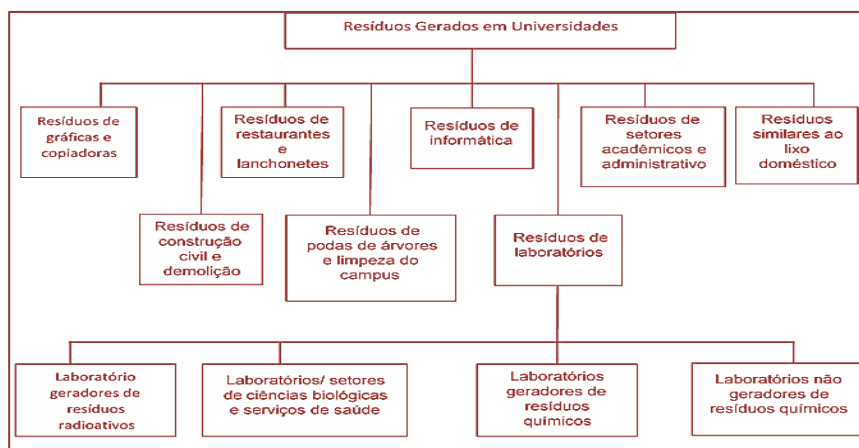 Resíduos Gerados em Universidades
Resíduos de
gráficas e
copiadoras
Resíduos de
restaurantes
e
lanchonetes
Resíduos de
informática
Resíduos de
setores
acadêmicos e
administrativo
Resíduos
similares ao
lixo
doméstico
Resíduos de
construção
civil e
demolição
Resíduos de
podas de árvores
e limpeza do
campus
Resíduos de
laboratórios
Laboratório
geradores de
resíduos
radioativos
Laboratórios/ setores
de ciências biológicas
e serviços de saúde
Laboratórios
geradores de
resíduos
químicos
Laboratórios não
geradores de
resíduos químicos